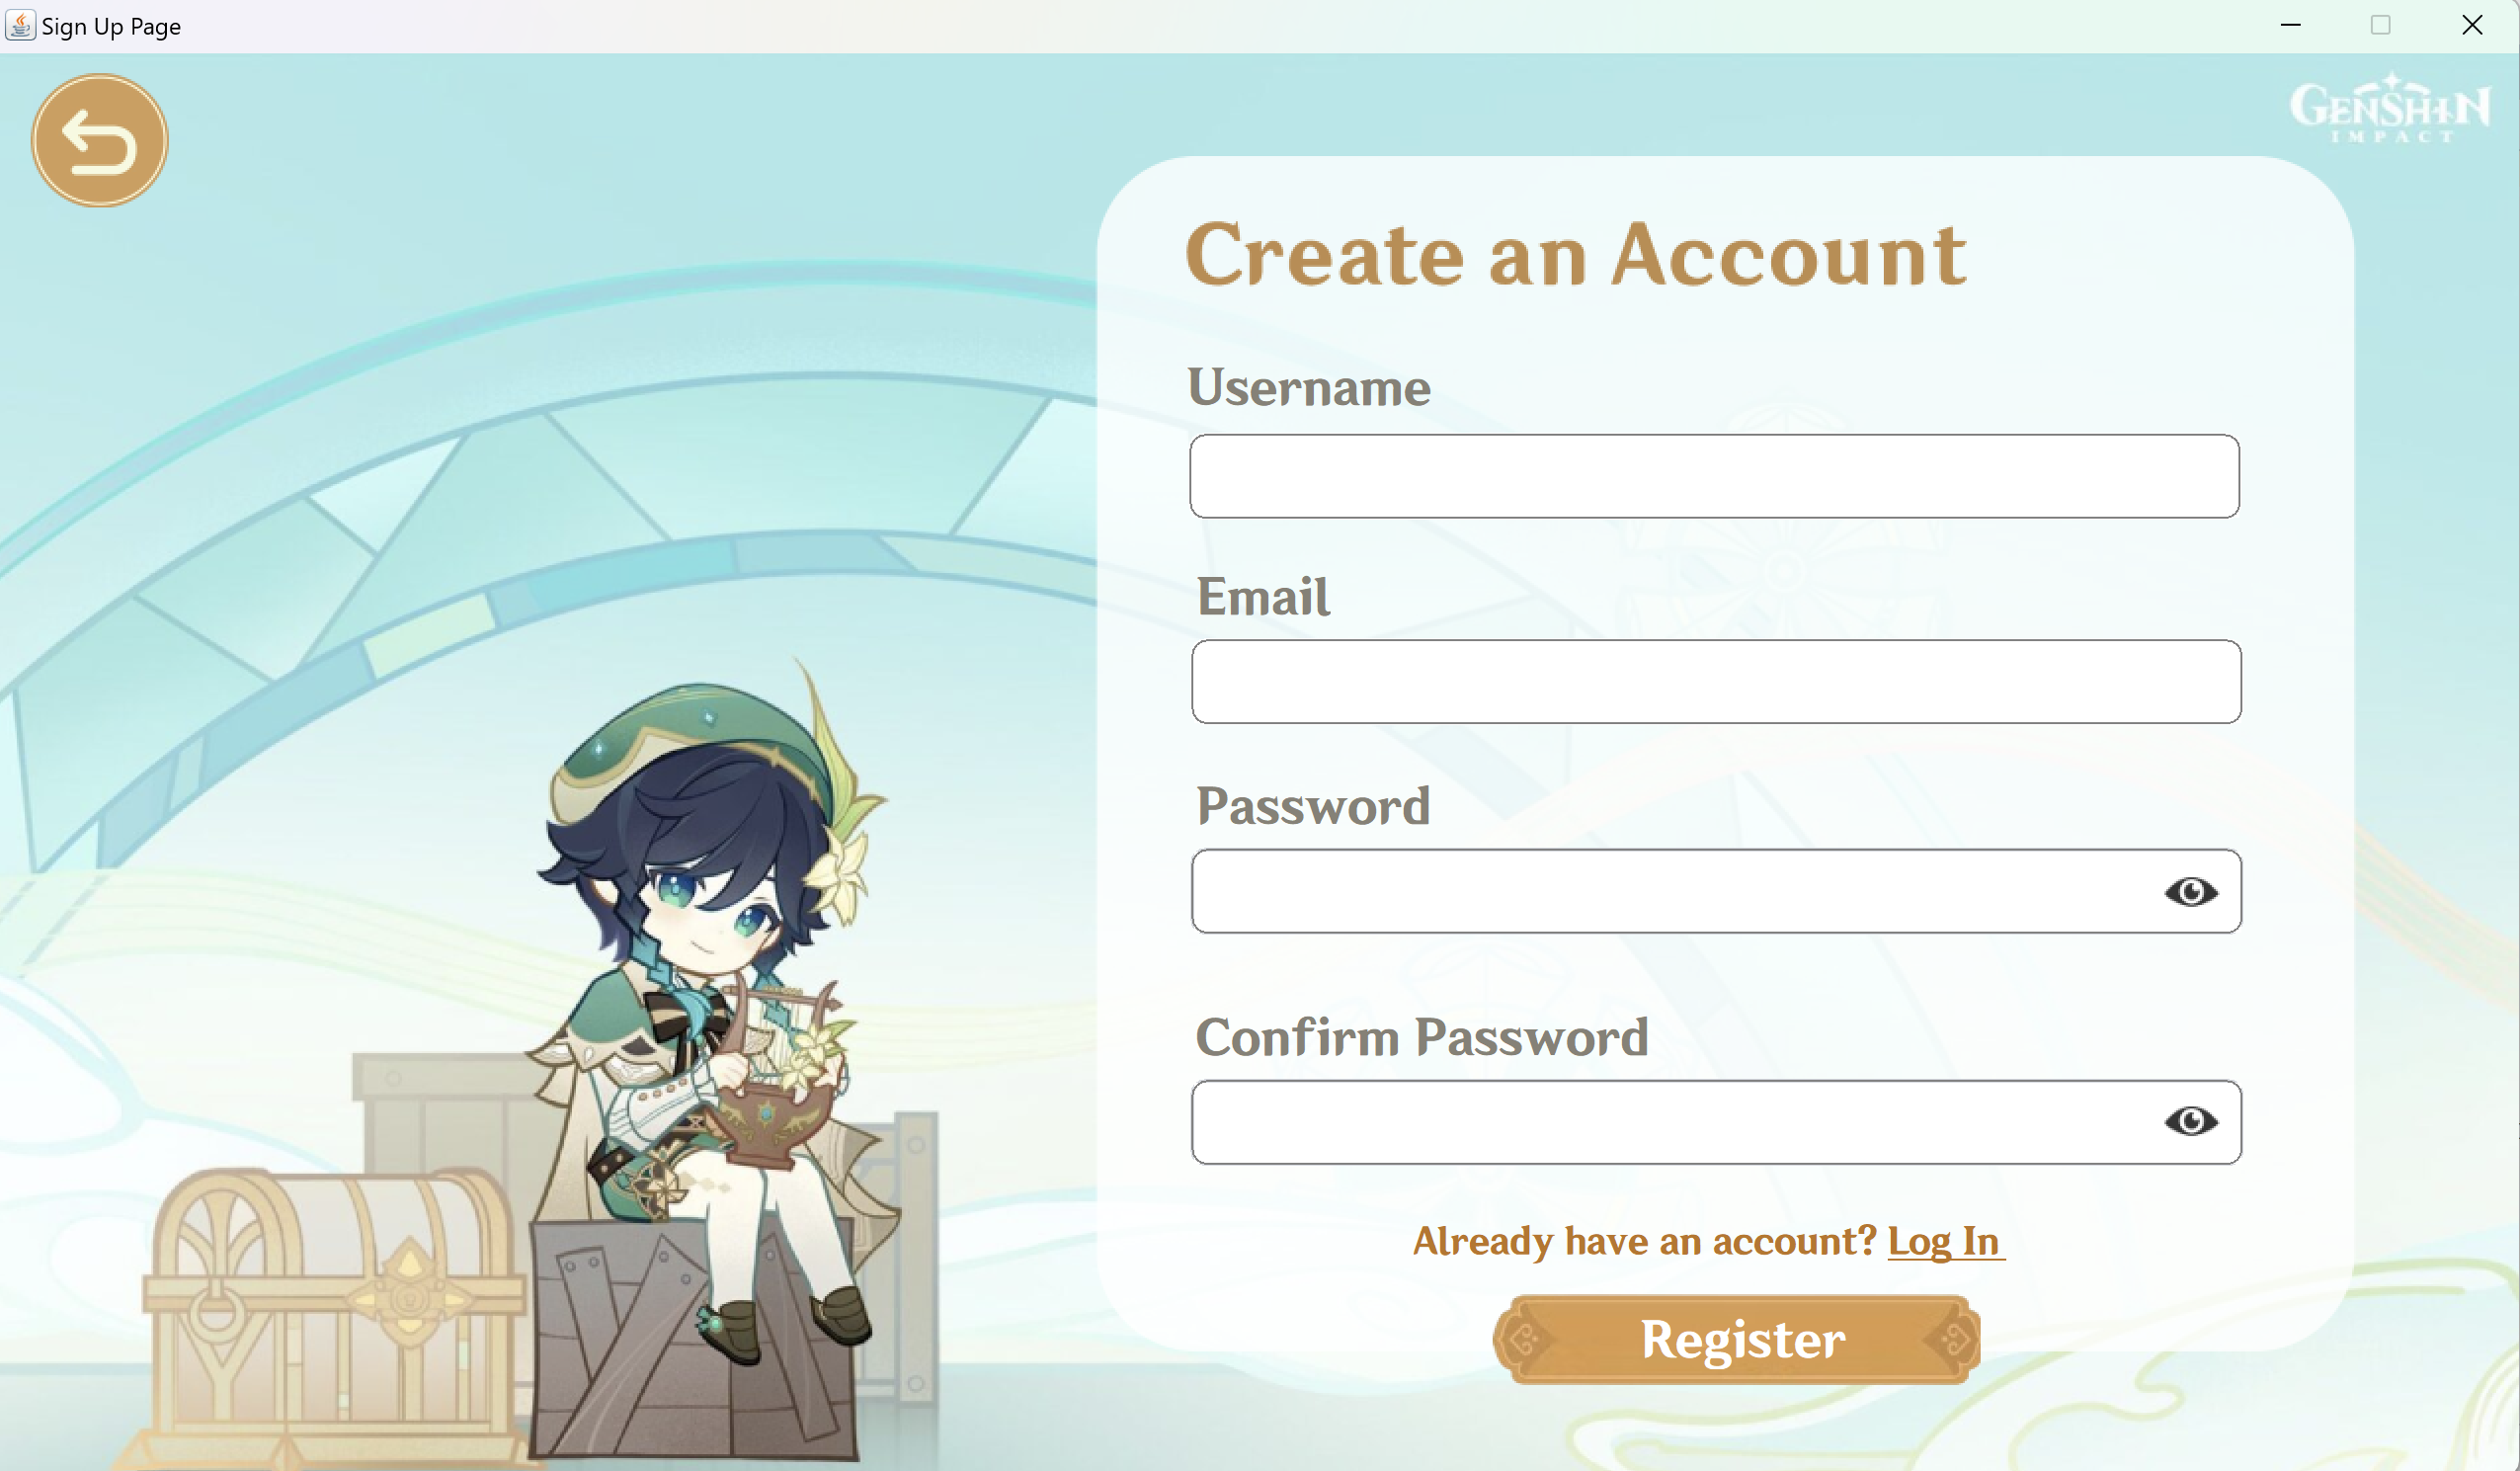 Sign Up Page
GENSHIN
IMPACT
Create an Account
Username
Email
Password
Confirm Password
Already have an account? Log In
Register